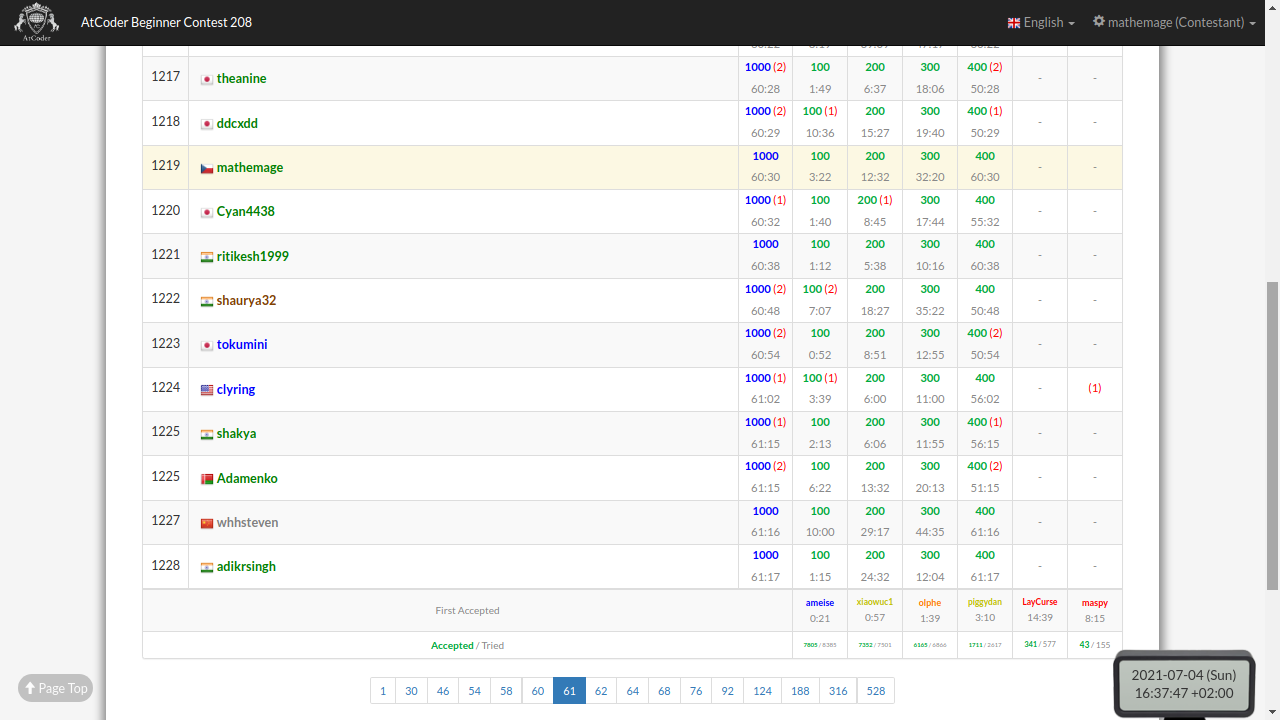 AtCoder Beginner Contest 208 English mathemage (Contestant)
AtCoder
1217 theanine 1000 (2) 100 200 300 400 (2) - -
60:28 1:49 6:37 18:06 50:28
1218 ddcxdd 1000 (2) 100 (1) 200 300 400 (1) - -
60:29 10:36 15:27 19:40 50:29
1219 mathemage 1000 100 200 300 400 - -
60:30 3:22 12:32 32:20 60:30
1220 Cyan4438 1000 (1) 100 200 (1) 300 400 - -
60:32 1:40 8:45 17:44 55:32
1221 ritikesh1999 1000 100 200 300 400 - -
60:38 1:12 5:38 10:16 60:38
1222 shaurya32 1000 (2) 100 (2) 200 300 400 - -
60:48 7:07 18:27 35:22 50:48
1223 tokumini 1000 (2) 100 200 300 400 (2) - -
60:54 0:52 8:51 12:55 50:54
1224 clyring 1000 (1) 100 (1) 200 300 400 - (1)
61:02 3:39 6:00 11:00 56:02
1225 shakya 1000 (1) 100 200 300 400 (1) - -
61:15 2:13 6:06 11:55 56:15
1225 Adamenko 1000 (2) 100 200 300 400 (2) - -
61:15 6:22 13:32 20:13 51:15
1227 whhsteven 1000 100 200 300 400 - -
61:16 10:00 29:17 44:35 61:16
1228 adikrsingh 1000 100 200 300 400 - -
61:17 1:15 24:32 12:04 61:17
First Accepted ameise xiaowuc1 olphe piggydan LayCurse maspy
0:21 0:57 1:39 3:10 14:39 8:15
Accepted / Tried 7805 / 8385 7352 / 7501 6165 / 6866 1711 / 2617 341 / 577 43 / 155
Page Top
1 30 46 54 58 60 61 62 64 68 76 92 124 188 316 528
2021-07-04 (Sun)
16:37:47 +02:00